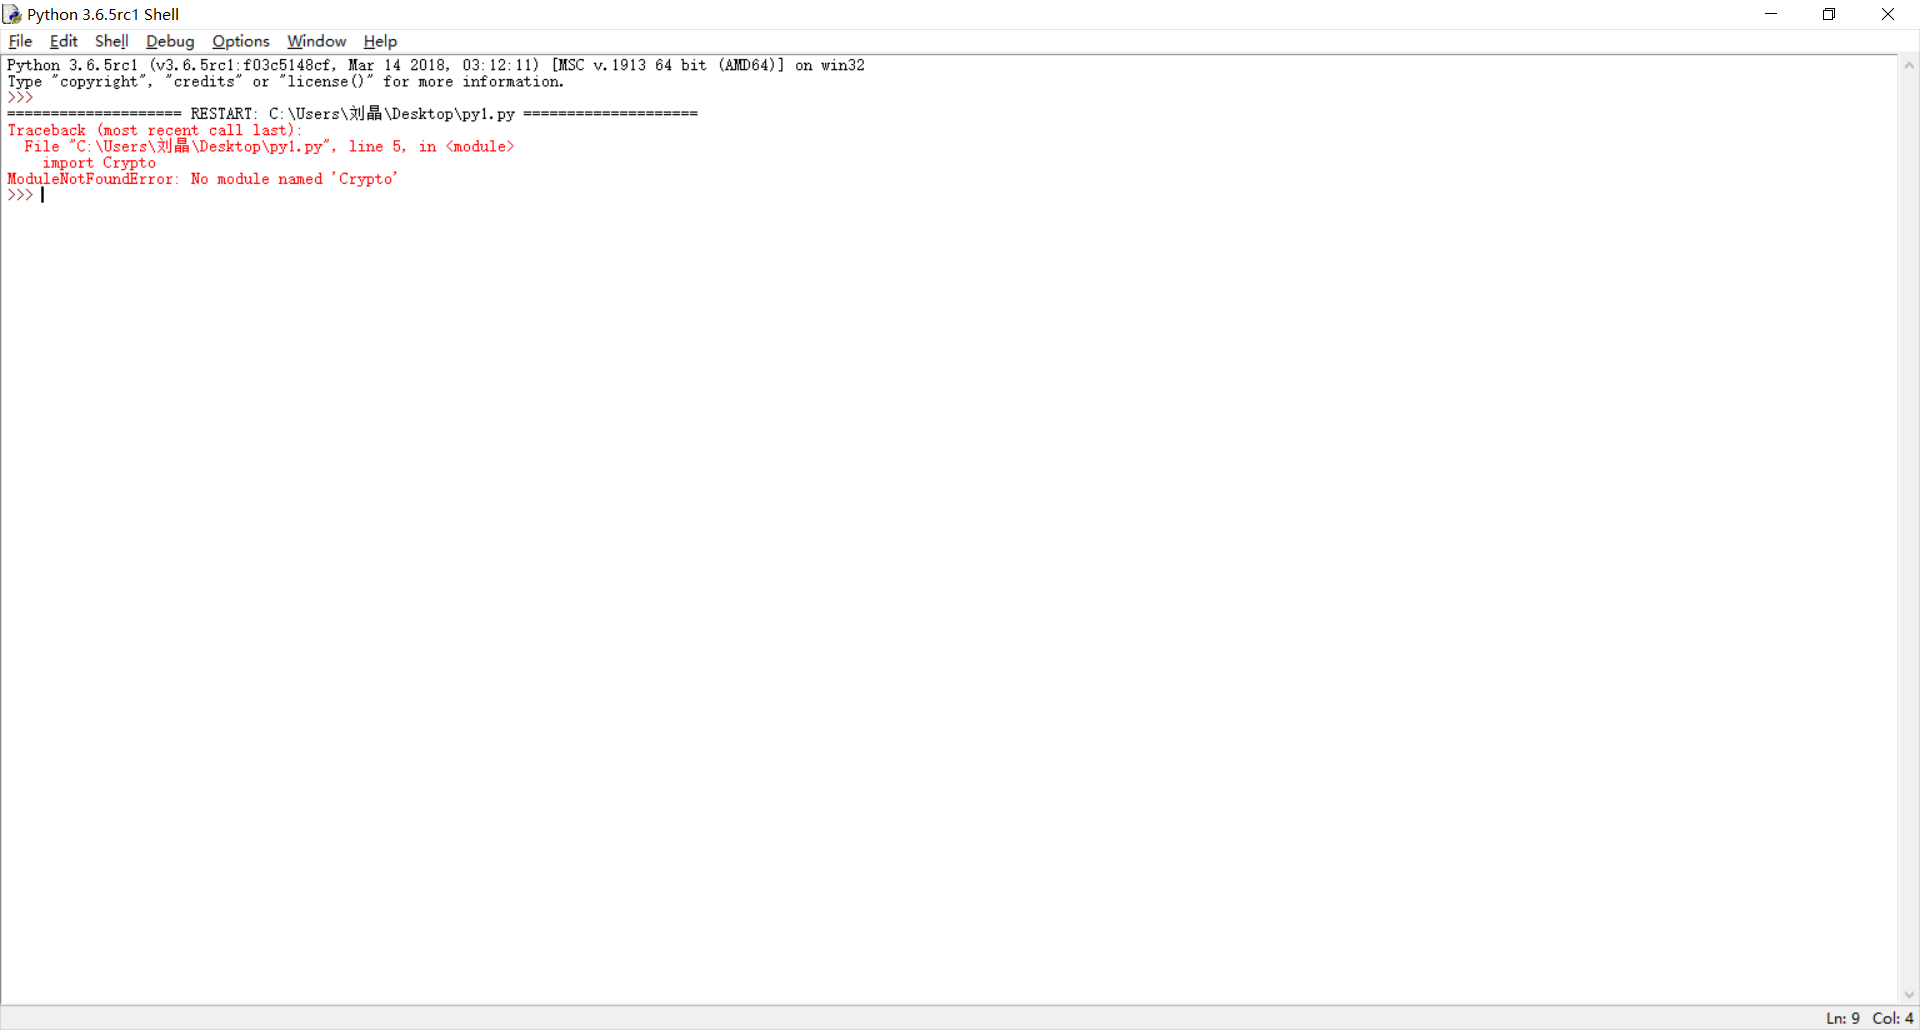 Python 3.6.5rc1 Shell
File Edit Shell Debug Options Window Help
Python 3.6.5rc1 (v3.6.5rc1:f03c5148cf, Mar 14 2018, 03:12:11) [MSC v.1913 64 bit (AMD64)] on win32
Type "copyright", "credits" or "license()" for more information.
>>>
==================== RESTART: C:\Users\刘晶\Desktop\py1.py ====================
Traceback (most recent call last):
  File "C:\Users\刘晶\Desktop\py1.py", line 5, in <module>
    import Crypto
ModuleNotFoundError: No module named 'Crypto'
>>>
Ln: 9 Col: 4